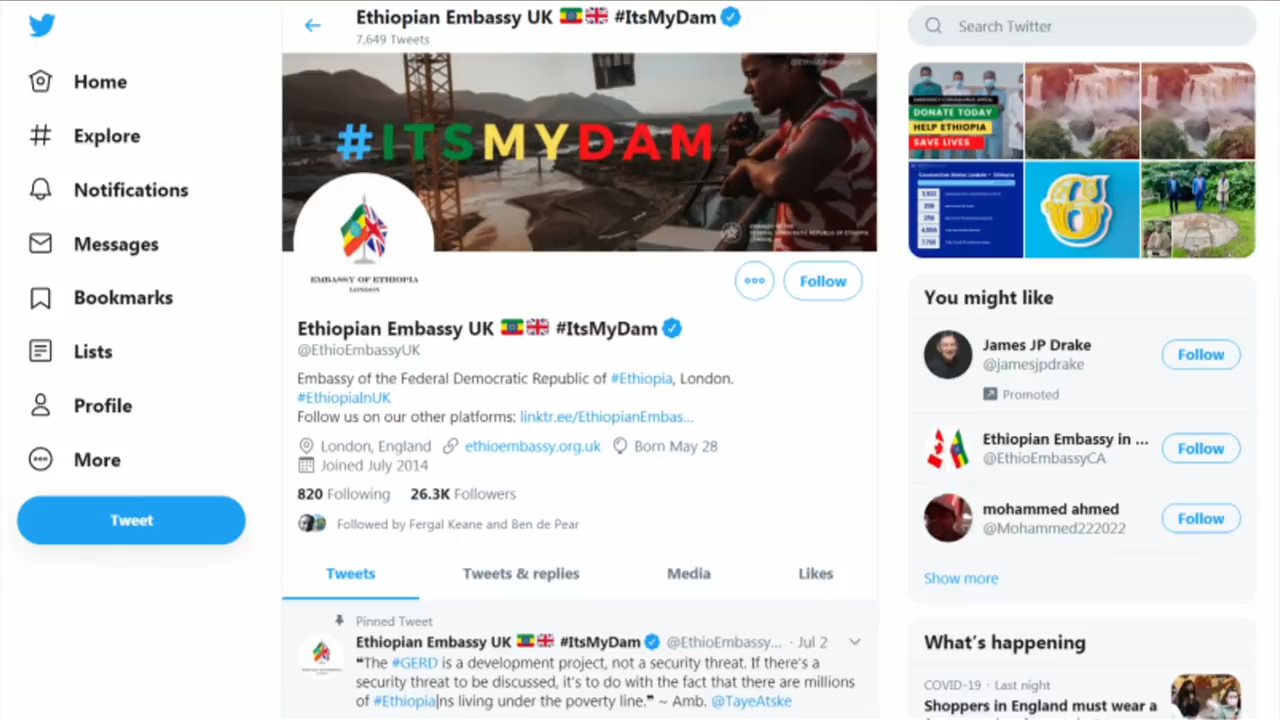 Home
Explore
Notifications
Messages
Bookmarks
Lists
Profile
More
Tweet
Ethiopian Embassy UK 🇪🇹🇬🇧 #ItsMyDam
7,649 Tweets
#ITSMYDAM
EMBASSY OF ETHIOPIA
LONDON
Follow
Ethiopian Embassy UK 🇪🇹🇬🇧 #ItsMyDam
@EthioEmbassyUK
Embassy of the Federal Democratic Republic of #Ethiopia, London.
#EthiopiaInUK
Follow us on our other platforms: linktr.ee/EthiopianEmbas...
London, England ethioembassy.org.uk Born May 28
Joined July 2014
820 Following 26.3K Followers
Followed by Fergal Keane and Ben de Pear
Tweets Tweets & replies Media Likes
Pinned Tweet
Ethiopian Embassy UK 🇪🇹🇬🇧 #ItsMyDam @EthioEmbassy... · Jul 2
❝The #GERD is a development project, not a security threat. If there's a
security threat to be discussed, it's to do with the fact that there are millions
of #Ethiopia|ns living under the poverty line.❞ ~ Amb. @TayeAtske
Search Twitter
DONATE TODAY
HELP ETHIOPIA
SAVE LIVES
6
You might like
James JP Drake
@jamesjpdrake
Follow
Promoted
Ethiopian Embassy in ...
@EthioEmbassyCA
Follow
mohammed ahmed
@Mohammed222022
Follow
Show more
What's happening
COVID-19 · Last night
Shoppers in England must wear a